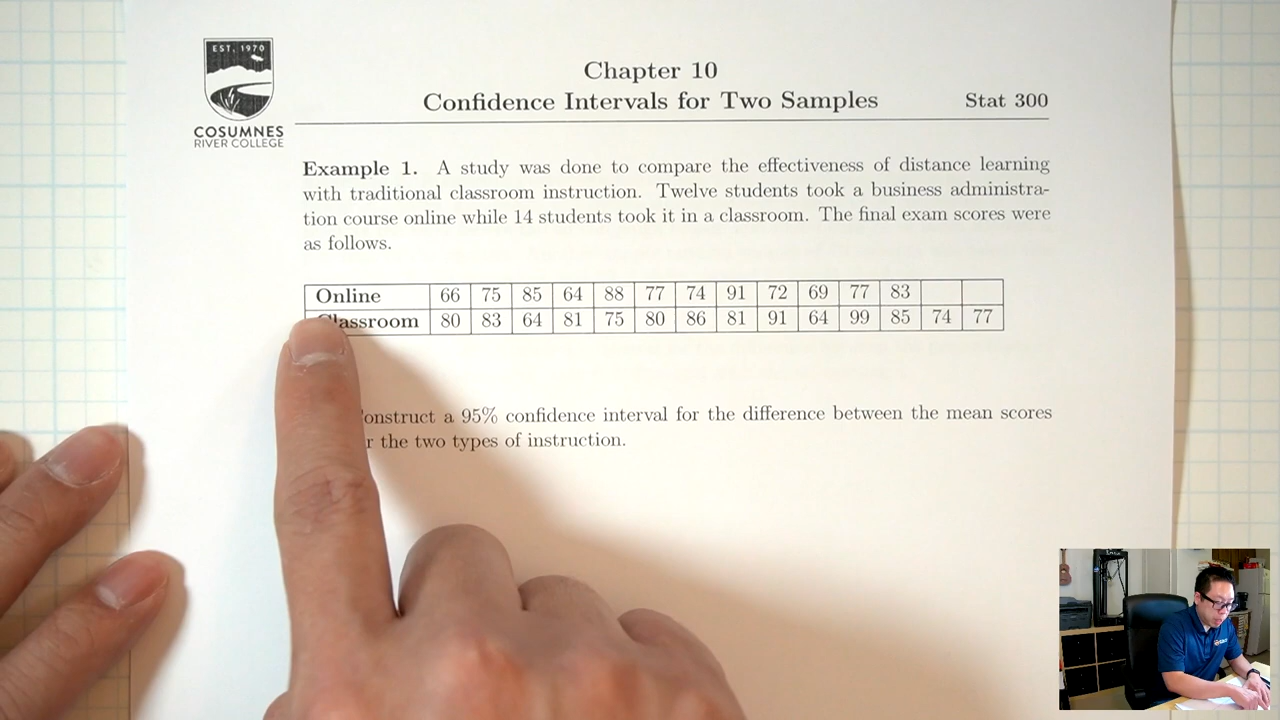 EST. 1970
COSUMNES
RIVER COLLEGE
Chapter 10
Confidence Intervals for Two Samples Stat 300
Example 1. A study was done to compare the effectiveness of distance learning
with traditional classroom instruction. Twelve students took a business administra-
tion course online while 14 students took it in a classroom. The final exam scores were
as follows.
Online 66 75 85 64 88 77 74 91 72 69 77 83
Classroom 80 83 64 81 75 80 86 81 91 64 99 85 74 77
onstruct a 95% confidence interval for the difference between the mean scores
r the two types of instruction.